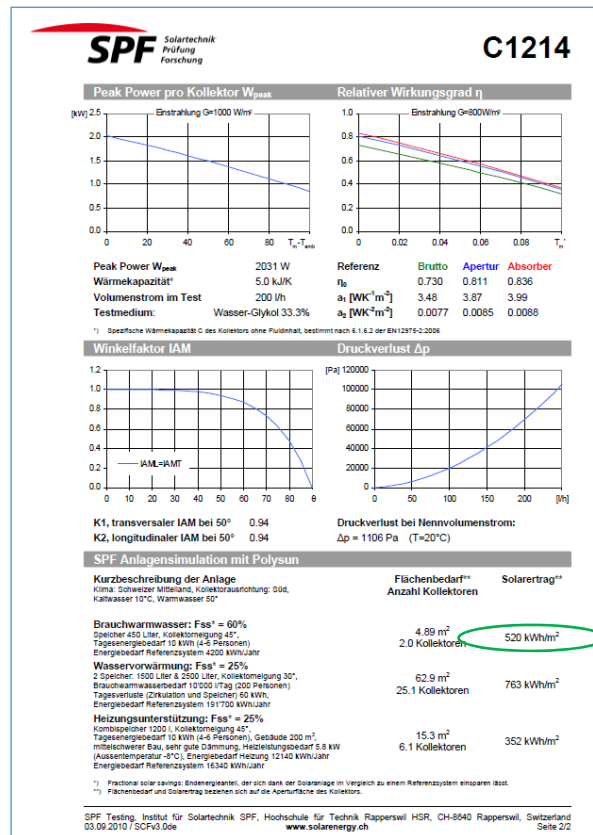 SPF Solartechnik
Prüfung
Forschung
C1214
Peak Power pro Kollektor Wpeak
Relativer Wirkungsgrad η
[kW] 2.5
2.0
1.5
1.0
0.5
0.0
Einstrahlung G=1000 W/m²
0 20 40 60 80 Tm-Tamb
1.0
0.8
0.6
0.4
0.2
0.0
Einstrahlung G=800W/m²
0 0.02 0.04 0.06 0.08 Tm*
Peak Power Wpeak 2031 W
Wärmekapazität* 5.0 kJ/K
Volumenstrom im Test 200 l/h
Testmedium: Wasser-Glykol 33.3%
Referenz Brutto Apertur Absorber
η0 0.730 0.811 0.836
a1 [WK-1m-2] 3.48 3.87 3.99
a2 [WK-2m-2] 0.0077 0.0085 0.0088
*) Spezifische Wärmekapazität C des Kollektors ohne Fluidinhalt, bestimmt nach 6.1.6.2 der EN12975-2:2006
Winkelfaktor IAM
Druckverlust Δp
1.2
1.0
0.8
0.6
0.4
0.2
0.0
IAML=IAMT
0 10 20 30 40 50 60 70 80 θ
[Pa] 120000
100000
80000
60000
40000
20000
0
0 50 100 150 200 [l/h]
K1, transversaler IAM bei 50° 0.94
K2, longitudinaler IAM bei 50° 0.94
Druckverlust bei Nennvolumenstrom:
Δp = 1106 Pa (T=20°C)
SPF Anlagensimulation mit Polysun
Kurzbeschreibung der Anlage
Klima: Schweizer Mittelland, Kollektorausrichtung: Süd,
Kaltwasser 10°C, Warmwasser 50°
Flächenbedarf**
Anzahl Kollektoren
Solarertrag**
Brauchwarmwasser: Fss* = 60%
Speicher 450 Liter, Kollektorneigung 45°,
Tagesenergiebedarf 10 kWh (4-6 Personen)
Energiebedarf Referenzsystem 4200 kWh/Jahr
4.89 m²
2.0 Kollektoren
520 kWh/m²
Wasservorwärmung: Fss* = 25%
2 Speicher: 1500 Liter & 2500 Liter, Kollektorneigung 30°,
Brauchwarmwasserbedarf 10'000 l/Tag (200 Personen)
Tagesverluste (Zirkulation und Speicher) 60 kWh,
Energiebedarf Referenzsystem 191'700 kWh/Jahr
62.9 m²
25.1 Kollektoren
763 kWh/m²
Heizungsunterstützung: Fss* = 25%
Kombispeicher 1200 l, Kollektorneigung 45°,
Tagesenergiebedarf 10 kWh (4-6 Personen), Gebäude 200 m²,
mittelschwerer Bau, sehr gute Dämmung, Heizleistungsbedarf 5.8 kW
(Aussentemperatur -8°C), Energiebedarf Heizung 12140 kWh/Jahr
Energiebedarf Referenzsystem 16340 kWh/Jahr
15.3 m²
6.1 Kollektoren
352 kWh/m²
*) Fractional solar savings: Endenergieanteil, der sich dank der Solaranlage im Vergleich zu einem Referenzsystem einsparen lässt.
**) Flächenbedarf und Solarertrag beziehen sich auf die Aperturfläche des Kollektors.
SPF Testing, Institut für Solartechnik SPF, Hochschule für Technik Rapperswil HSR, CH-8640 Rapperswil, Switzerland
03.09.2010 / SCFv3.0de www.solarenergy.ch Seite 2/2